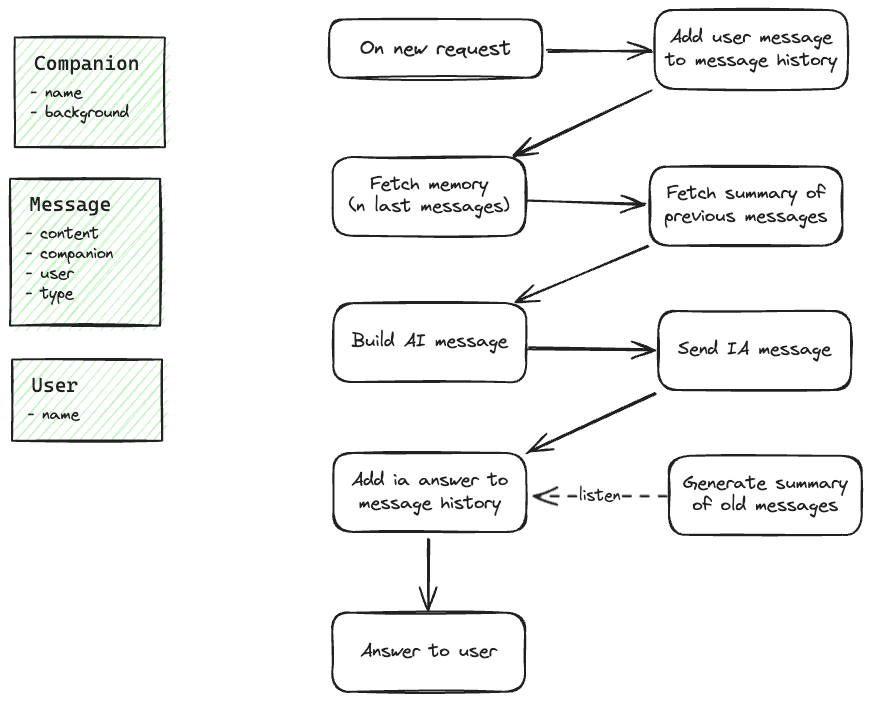 Companion
- name
- background
Message
- content
- companion
- user
- type
User
- name
On new request
Add user message
to message history
Fetch memory
(n last messages)
Fetch summary of
previous messages
Build AI message
Send IA message
Add ia answer to
message history
listen
Generate summary
of old messages
Answer to user